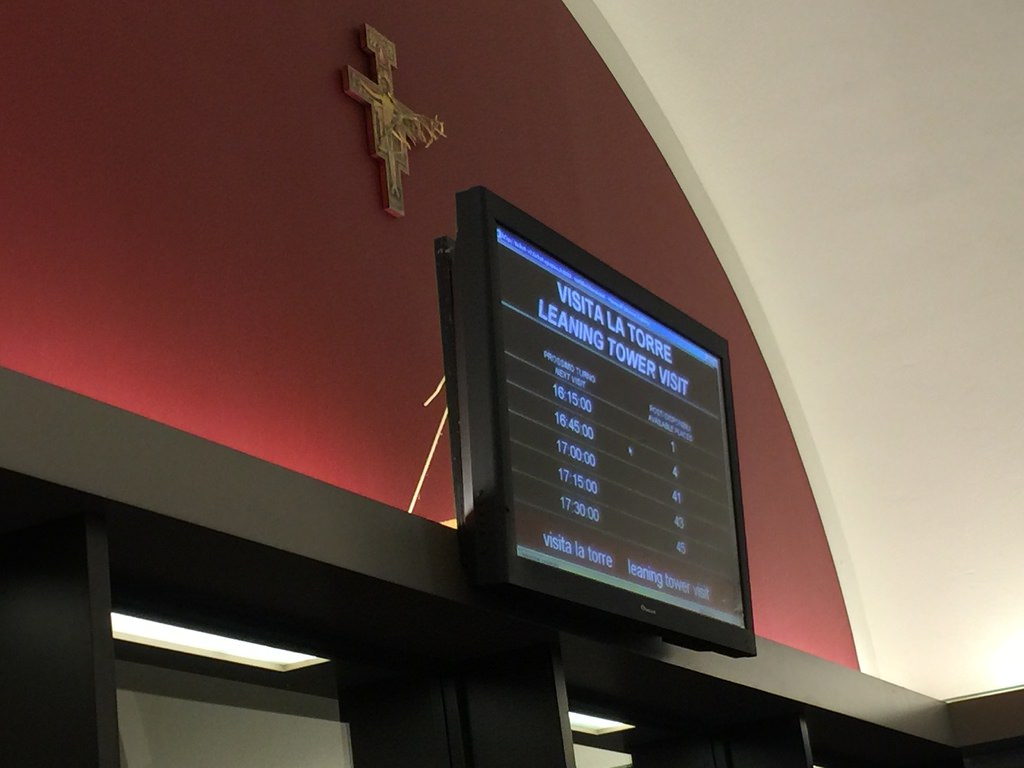 VISITA LA TORRE
LEANING TOWER VISIT
PROSSIMO TURNO
NEXT VISIT
POSTI DISPONIBILI
AVAILABLE PLACES
16:15:00 1
16:45:00 4
17:00:00 41
17:15:00 43
17:30:00 45
visita la torre leaning tower visit